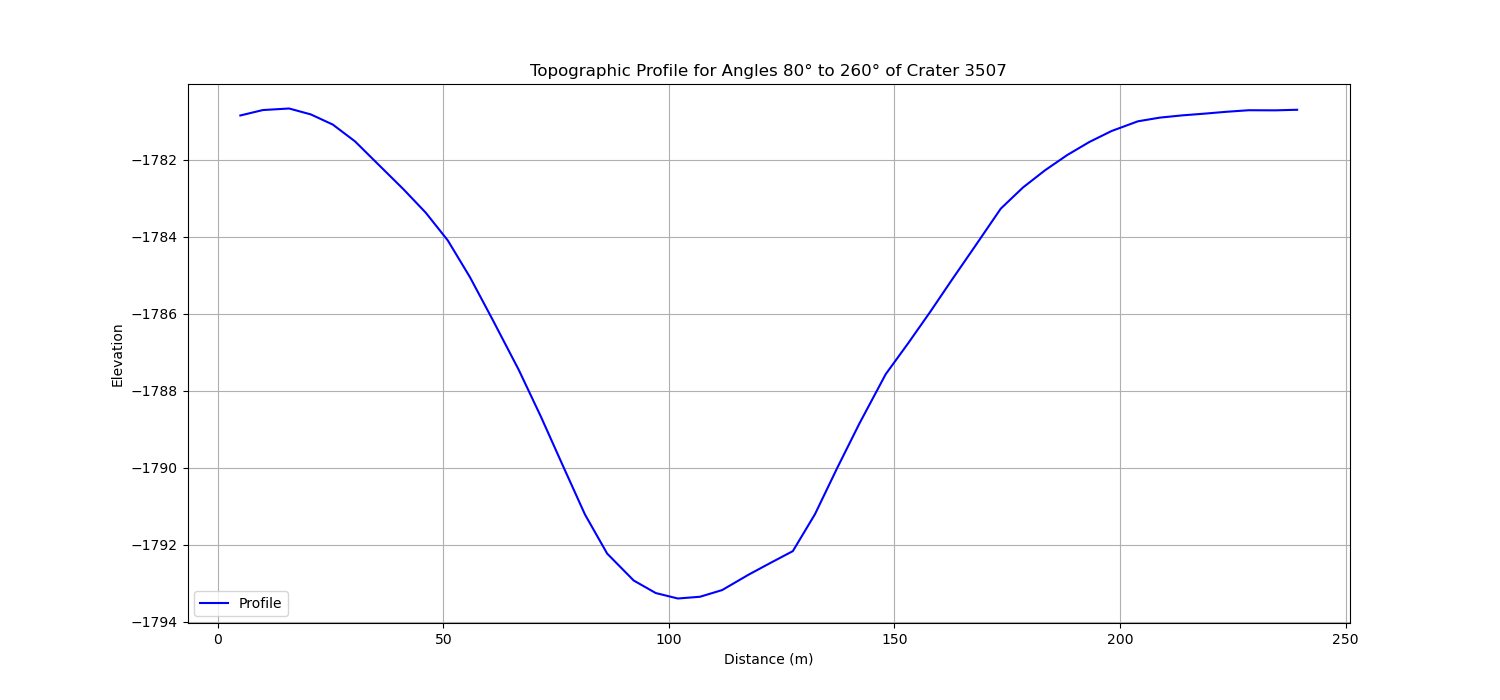 Topographic Profile for Angles 80° to 260° of Crater 3507
−1782
−1784
−1786
−1788
−1790
−1792
−1794
Elevation
Profile
0 50 100 150 200 250
Distance (m)